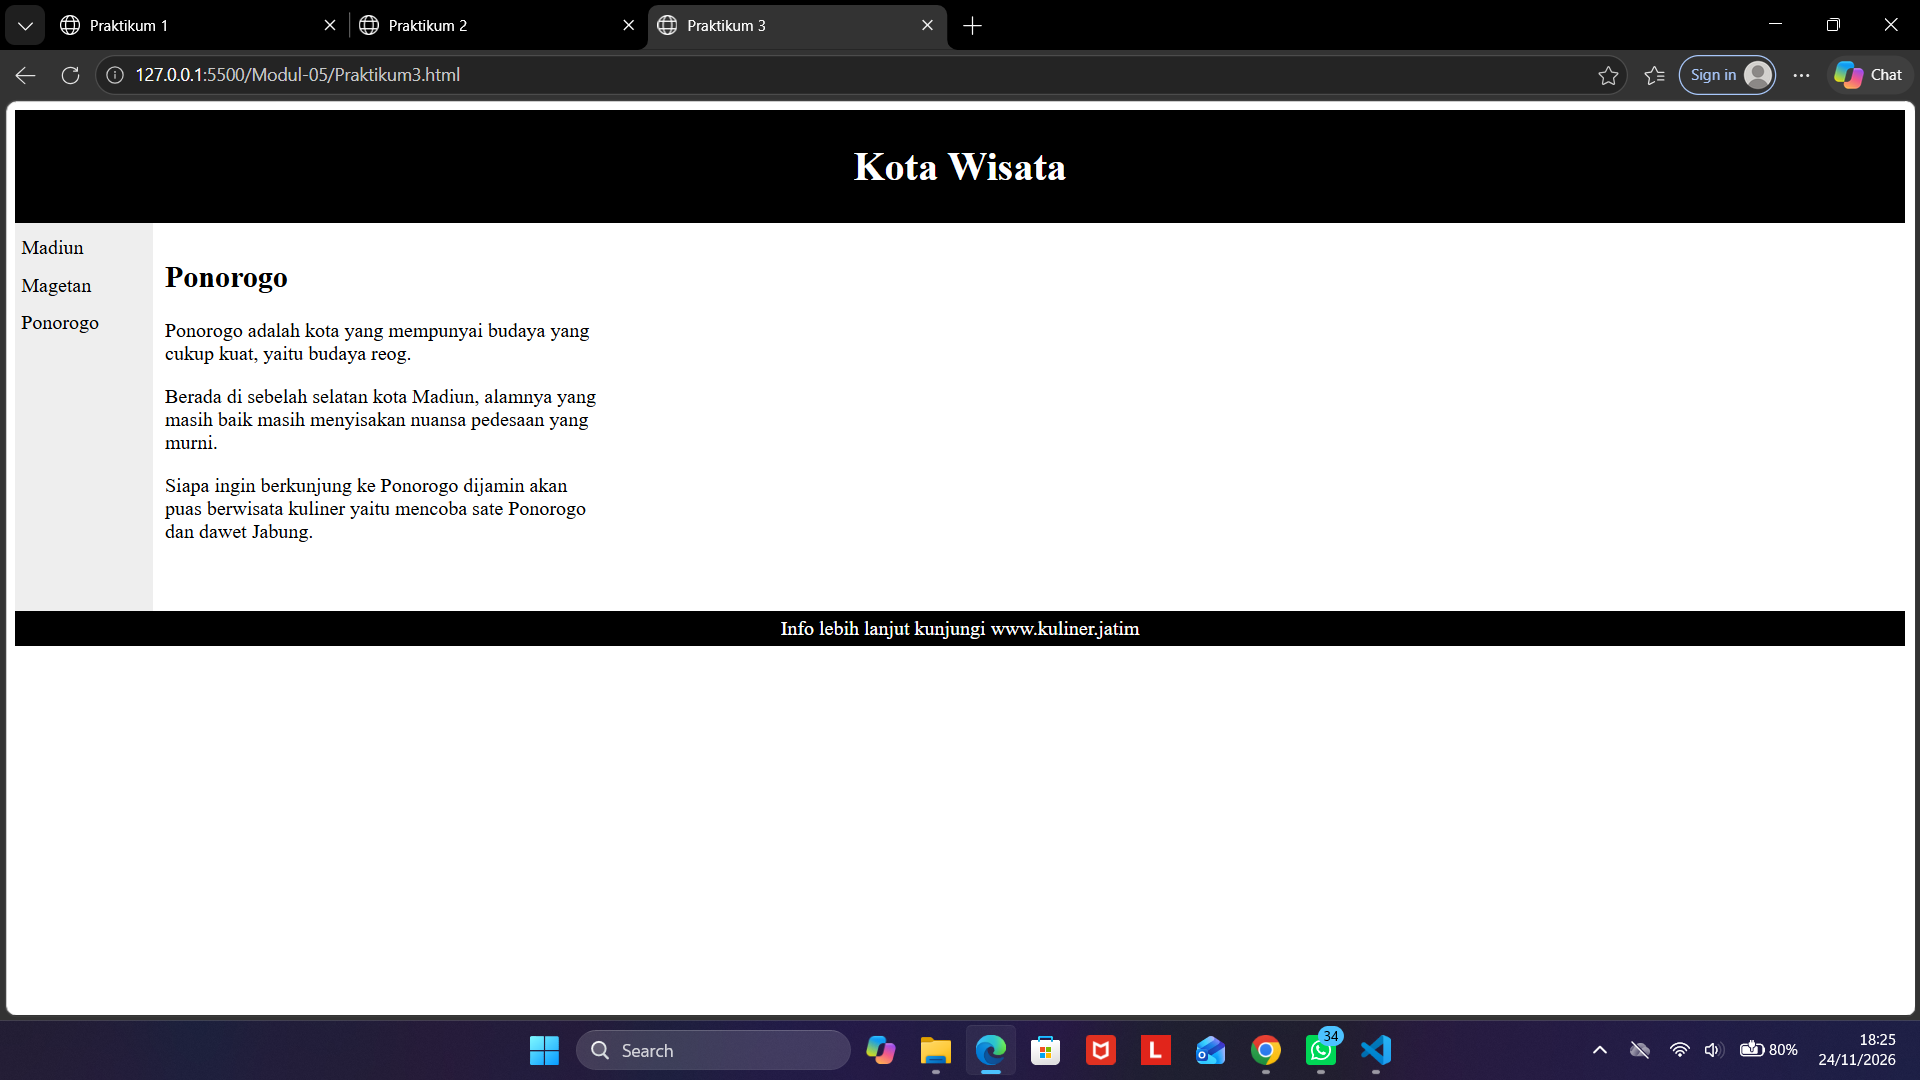 Praktikum 1
Praktikum 2
Praktikum 3
127.0.0.1:5500/Modul-05/Praktikum3.html
Sign in
Chat
Kota Wisata
Madiun
Magetan
Ponorogo
Ponorogo
Ponorogo adalah kota yang mempunyai budaya yang
cukup kuat, yaitu budaya reog.
Berada di sebelah selatan kota Madiun, alamnya yang
masih baik masih menyisakan nuansa pedesaan yang
murni.
Siapa ingin berkunjung ke Ponorogo dijamin akan
puas berwisata kuliner yaitu mencoba sate Ponorogo
dan dawet Jabung.
Info lebih lanjut kunjungi www.kuliner.jatim
Search
L
34
80%
18:25
24/11/2026